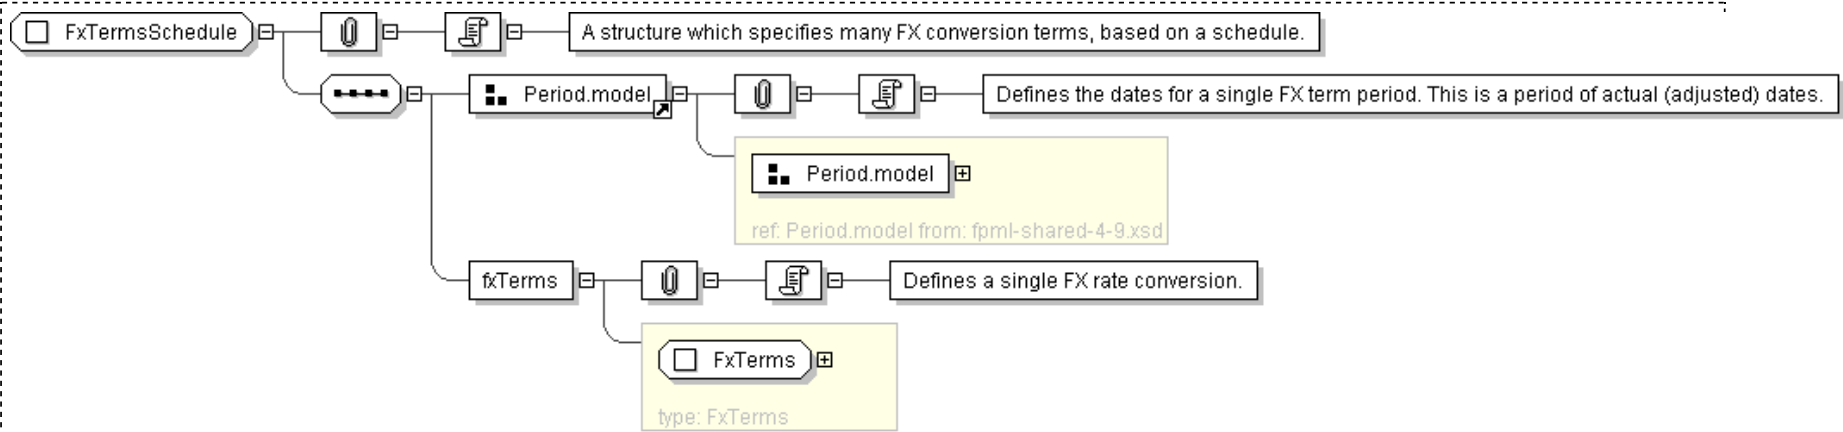 FxTermsSchedule
A structure which specifies many FX conversion terms, based on a schedule.
Period.model
Defines the dates for a single FX term period. This is a period of actual (adjusted) dates.
Period.model
ref: Period.model from: fpml-shared-4-9.xsd
fxTerms
Defines a single FX rate conversion.
FxTerms
type: FxTerms